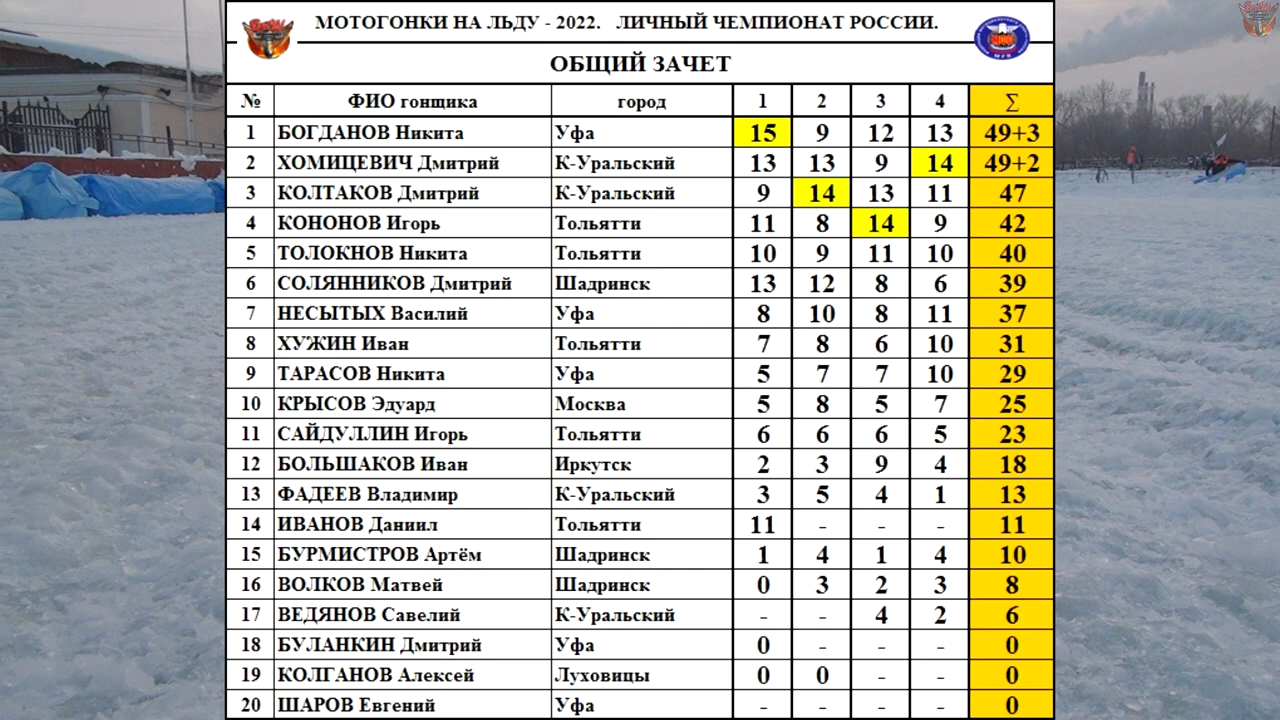 МОТОГОНКИ НА ЛЬДУ - 2022. ЛИЧНЫЙ ЧЕМПИОНАТ РОССИИ.
ОБЩИЙ ЗАЧЕТ
№ ФИО гонщика город 1 2 3 4 ∑
1 БОГДАНОВ Никита Уфа 15 9 12 13 49+3
2 ХОМИЦЕВИЧ Дмитрий К-Уральский 13 13 9 14 49+2
3 КОЛТАКОВ Дмитрий К-Уральский 9 14 13 11 47
4 КОНОНОВ Игорь Тольятти 11 8 14 9 42
5 ТОЛОКНОВ Никита Тольятти 10 9 11 10 40
6 СОЛЯННИКОВ Дмитрий Шадринск 13 12 8 6 39
7 НЕСЫТЫХ Василий Уфа 8 10 8 11 37
8 ХУЖИН Иван Тольятти 7 8 6 10 31
9 ТАРАСОВ Никита Уфа 5 7 7 10 29
10 КРЫСОВ Эдуард Москва 5 8 5 7 25
11 САЙДУЛЛИН Игорь Тольятти 6 6 6 5 23
12 БОЛЬШАКОВ Иван Иркутск 2 3 9 4 18
13 ФАДЕЕВ Владимир К-Уральский 3 5 4 1 13
14 ИВАНОВ Даниил Тольятти 11 - - - 11
15 БУРМИСТРОВ Артём Шадринск 1 4 1 4 10
16 ВОЛКОВ Матвей Шадринск 0 3 2 3 8
17 ВЕДЯНОВ Савелий К-Уральский - - 4 2 6
18 БУЛАНКИН Дмитрий Уфа 0 - - - 0
19 КОЛГАНОВ Алексей Луховицы 0 0 - - 0
20 ШАРОВ Евгений Уфа - - - - 0